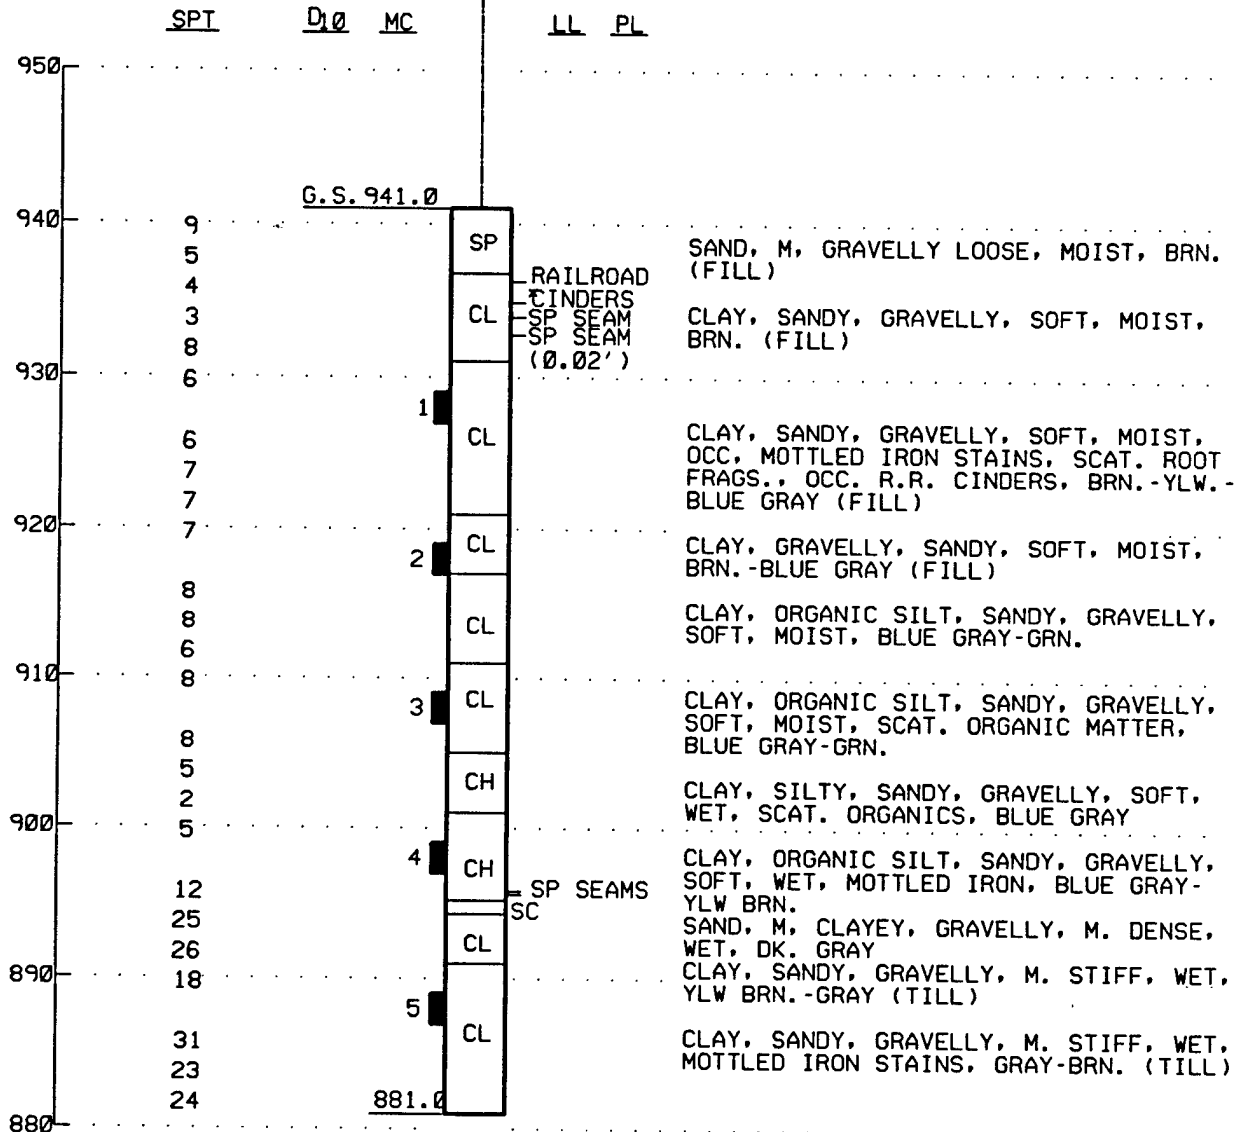 SPT D10 MC LL PL
950
G.S. 941.0
940
9
SP
SAND, M, GRAVELLY LOOSE, MOIST, BRN.
(FILL)
5
4
RAILROAD
CINDERS
3
CL
SP SEAM
SP SEAM
(0.02')
CLAY, SANDY, GRAVELLY, SOFT, MOIST,
BRN. (FILL)
8
930
6
1
6
CL
CLAY, SANDY, GRAVELLY, SOFT, MOIST,
OCC, MOTTLED IRON STAINS, SCAT. ROOT
FRAGS., OCC. R.R. CINDERS, BRN.-YLW.-
BLUE GRAY (FILL)
7
7
920
7
2
CL
CLAY, GRAVELLY, SANDY, SOFT, MOIST,
BRN.-BLUE GRAY (FILL)
8
8
CL
CLAY, ORGANIC SILT, SANDY, GRAVELLY,
SOFT, MOIST, BLUE GRAY-GRN.
6
910
8
3
CL
CLAY, ORGANIC SILT, SANDY, GRAVELLY,
SOFT, MOIST, SCAT. ORGANIC MATTER,
BLUE GRAY-GRN.
8
5
CH
2
CLAY, SILTY, SANDY, GRAVELLY, SOFT,
WET, SCAT. ORGANICS, BLUE GRAY
900
5
4
CH
CLAY, ORGANIC SILT, SANDY, GRAVELLY,
SOFT, WET, MOTTLED IRON, BLUE GRAY-
YLW BRN.
12
SP SEAMS
SC
25
SAND, M, CLAYEY, GRAVELLY, M. DENSE,
WET, DK. GRAY
26
CL
890
18
CLAY, SANDY, GRAVELLY, M. STIFF, WET,
YLW BRN.-GRAY (TILL)
5
31
CL
CLAY, SANDY, GRAVELLY, M. STIFF, WET,
MOTTLED IRON STAINS, GRAY-BRN. (TILL)
23
24
881.0
880